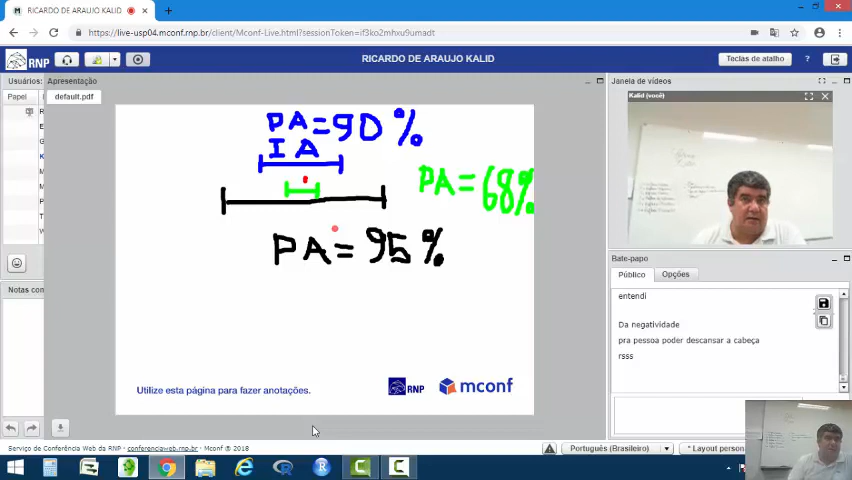 RICARDO DE ARAUJO KALID
https://live-usp04.mconf.rnp.br/client/Mconf-Live.html?sessionToken=if3ko2mhxu9umadt
RNP
RICARDO DE ARAUJO KALID
Teclas de atalho
?
Usuários:
Apresentação
Janela de vídeos
Papel
default.pdf
Kalid (você)
PA=90%
IA
PA=68%
PA=95%
Notas com
Utilize esta página para fazer anotações.
RNP
mconf
Bate-papo
Público
Opções
entendi
Da negatividade
pra pessoa poder descansar a cabeça
rsss
Serviço de Conferência Web da RNP - conferenciaweb.rnp.br - Mconf © 2018
Português (Brasileiro)
* Layout person